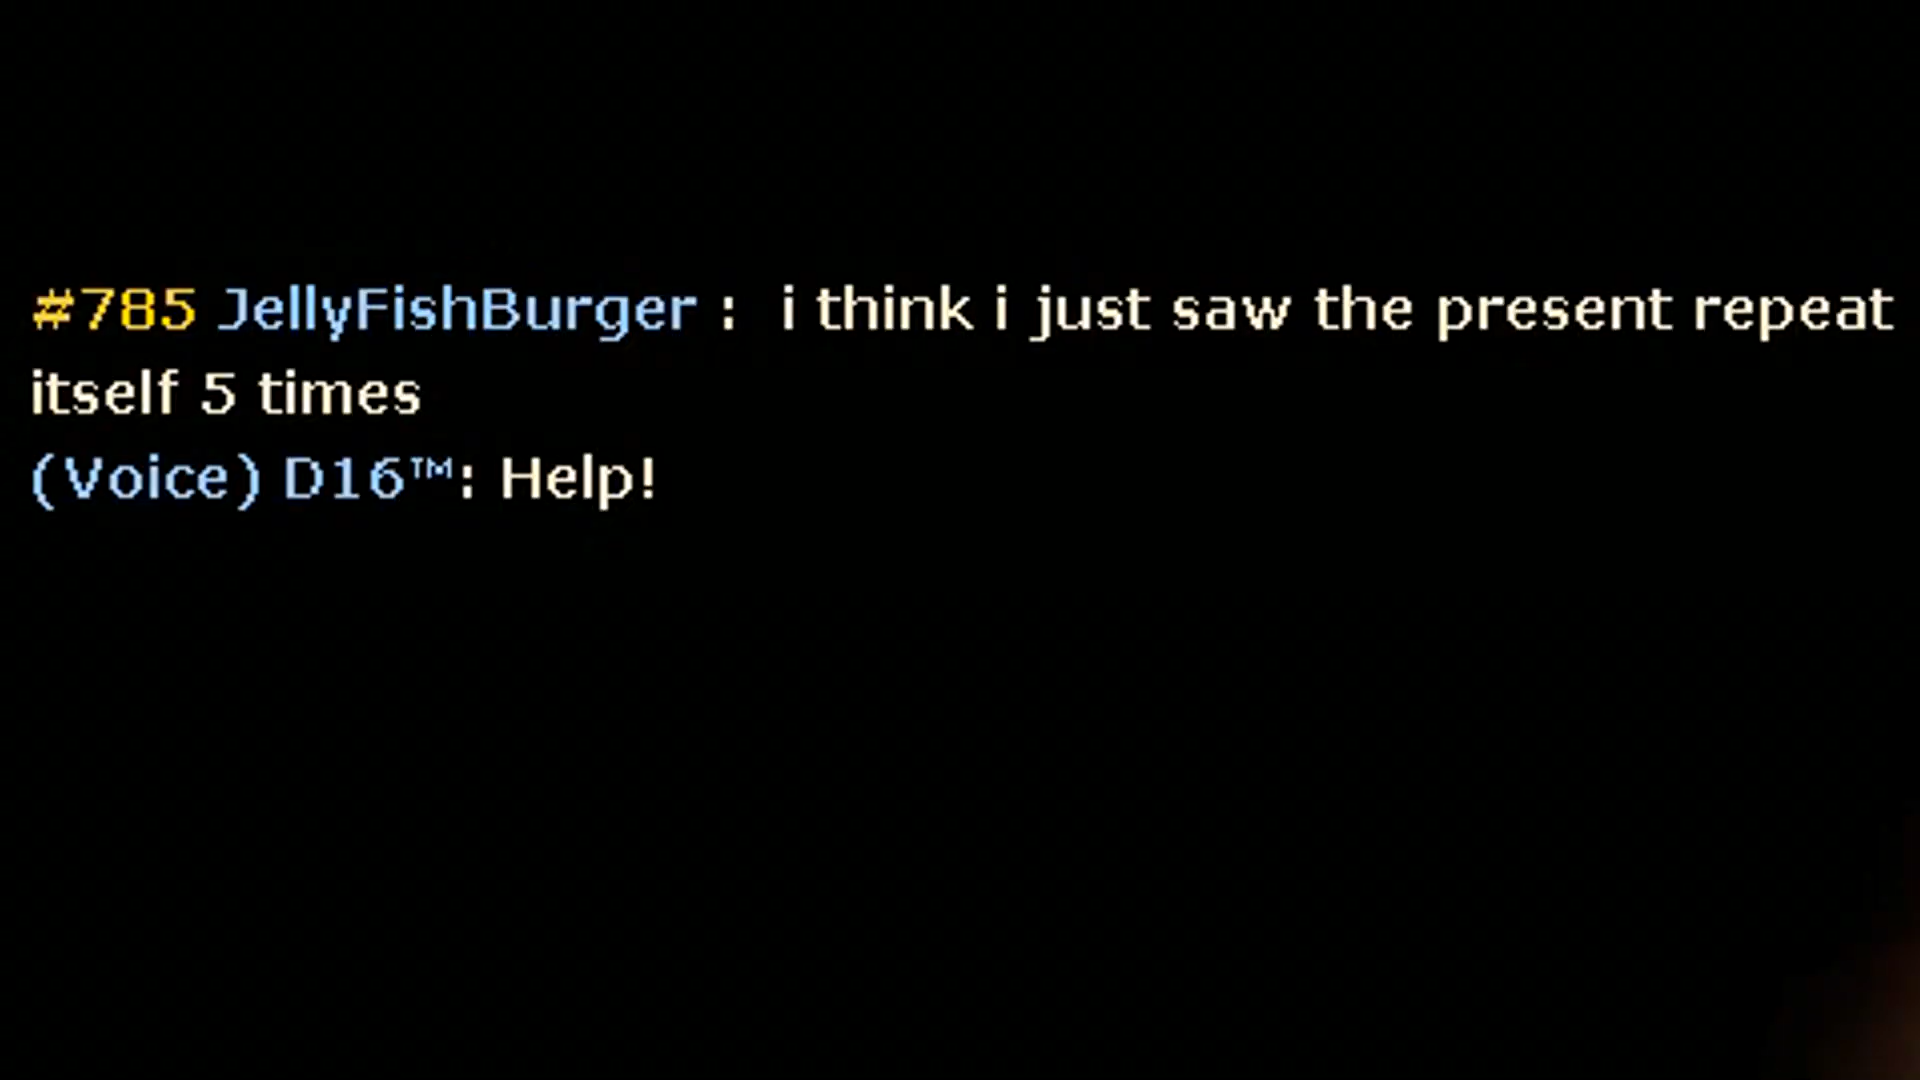 #785 JellyFishBurger :  i think i just saw the present repeat
itself 5 times
(Voice) D16™: Help!